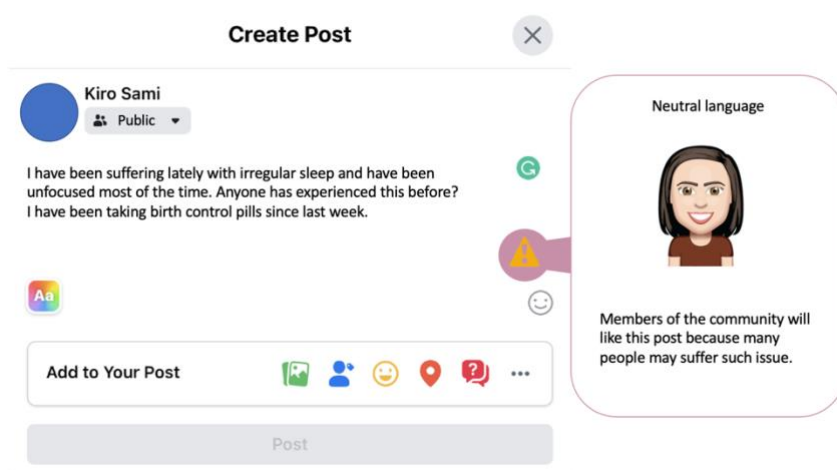 Create Post
Kiro Sami
Public
I have been suffering lately with irregular sleep and have been
unfocused most of the time. Anyone has experienced this before?
I have been taking birth control pills since last week.
Aa
Add to Your Post
Post
Neutral language
Members of the community will
like this post because many
people may suffer such issue.